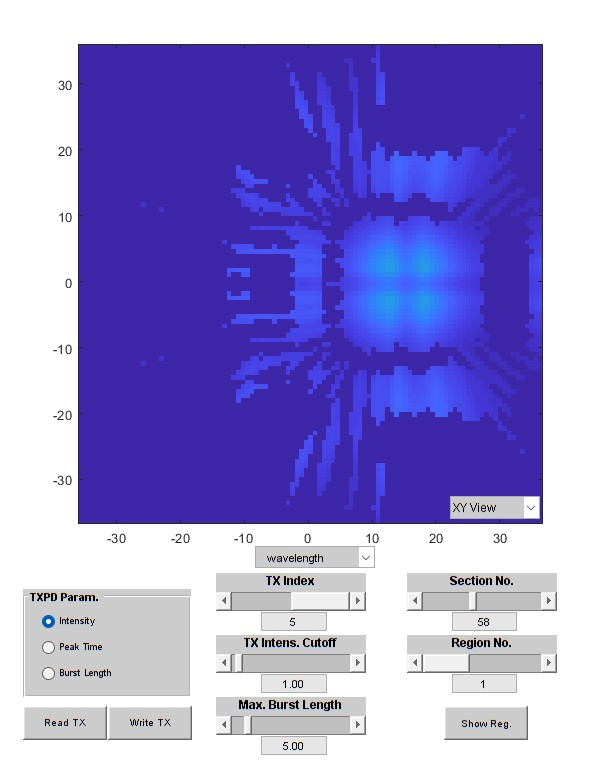 30
20
10
0
-10
-20
-30
XY View
-30
-20
-10
0
10
20
30
wavelength
TXPD Param.
Intensity
Peak Time
Burst Length
Read TX
Write TX
TX Index
5
TX Intens. Cutoff
1.00
Max. Burst Length
5.00
Section No.
58
Region No.
1
Show Reg.